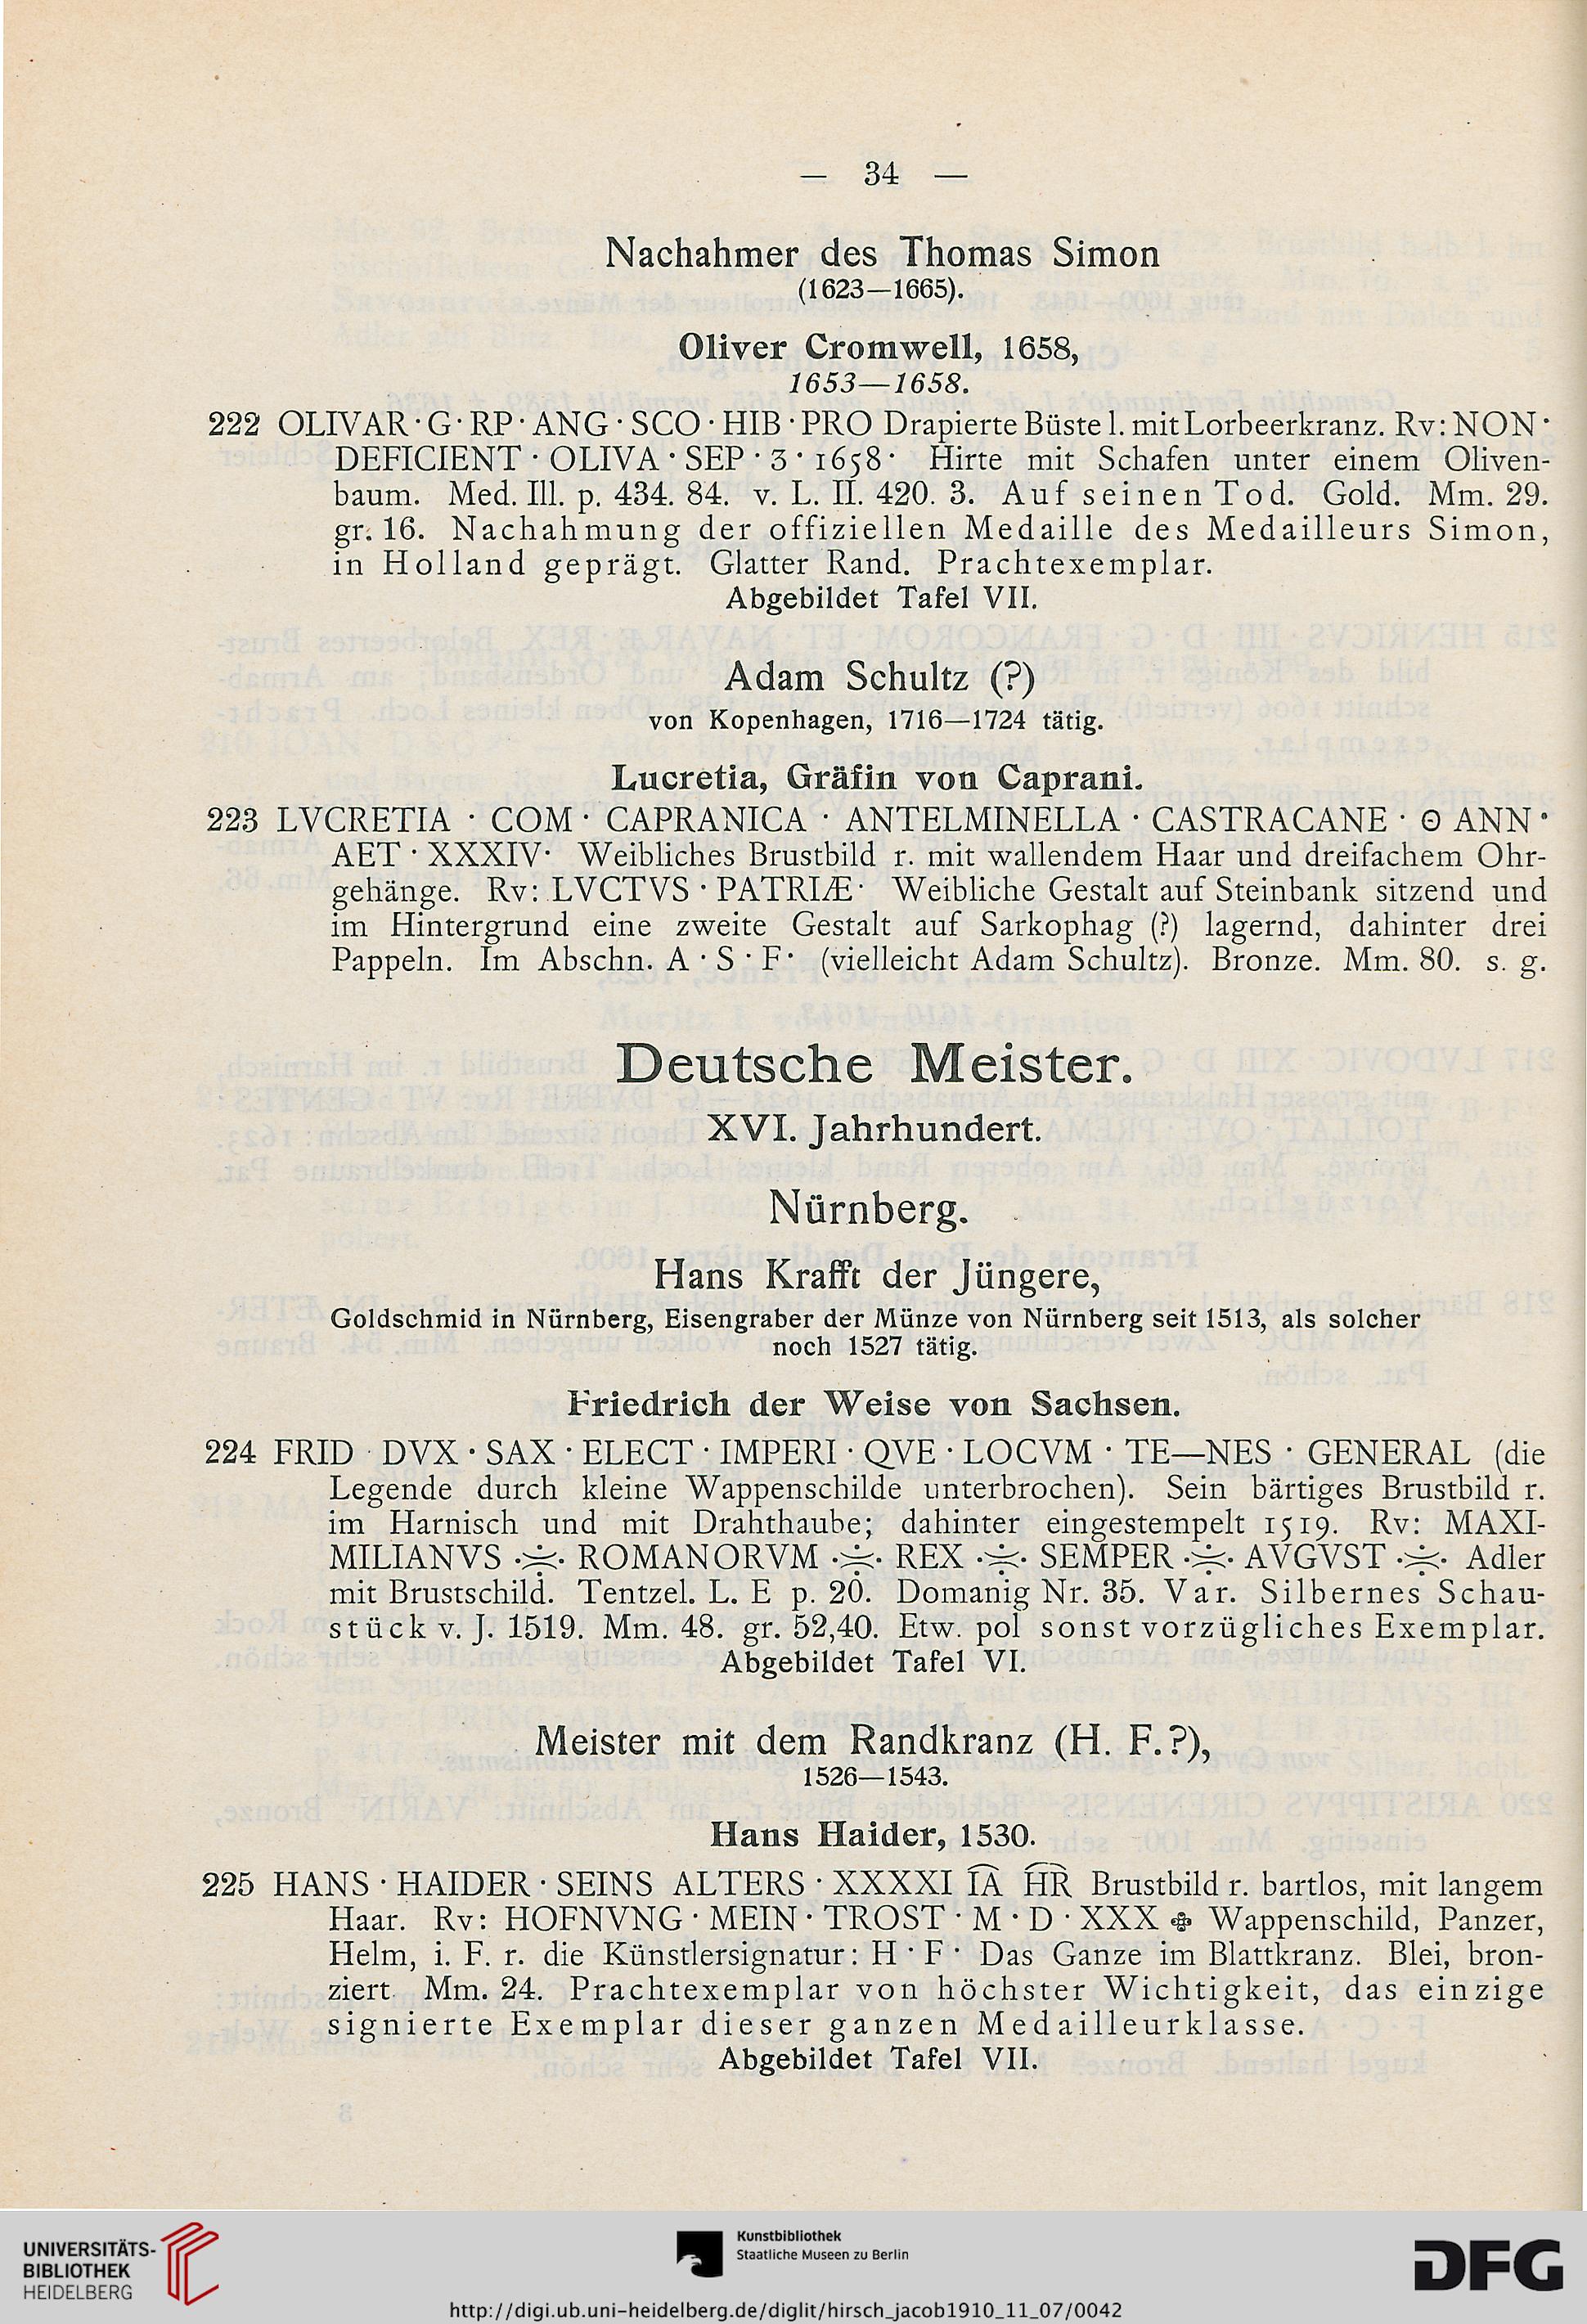 — 34 —
Nachahmer des Thomas Simon
(1623—1665).
Oliver Cromwell, 1658,
1653—1658.
222 OLIVAR · G · RP · ANG · SCO · HIB · PRO Drapierte Büste l. mit Lorbeerkranz. Rv: NON ·
DEFICIENT · OLIVA · SEP · 3 · 1658 · Hirte mit Schafen unter einem Oliven-
baum. Med. Ill. p. 434. 84. v. L. II. 420. 3. Auf seinen Tod. Gold. Mm. 29.
gr. 16. Nachahmung der offiziellen Medaille des Medailleurs Simon,
in Holland geprägt. Glatter Rand. Prachtexemplar.
Abgebildet Tafel VII.
Adam Schultz (?)
von Kopenhagen, 1716—1724 tätig.
Lucretia, Gräfin von Caprani.
223 LVCRETIA · COM · CAPRANICA · ANTELMINELLA · CASTRACANE · ʘ ANN ·
AET · XXXIV · Weibliches Brustbild r. mit wallendem Haar und dreifachem Ohr-
gehänge. Rv: LVCTVS · PATRIÆ · Weibliche Gestalt auf Steinbank sitzend und
im Hintergrund eine zweite Gestalt auf Sarkophag (?) lagernd, dahinter drei
Pappeln. Im Abschn. A · S · F · (vielleicht Adam Schultz). Bronze. Mm. 80. s. g.
Deutsche Meister.
XVI. Jahrhundert.
Nürnberg.
Hans Krafft der Jüngere,
Goldschmid in Nürnberg, Eisengraber der Münze von Nürnberg seit 1513, als solcher
noch 1527 tätig.
Friedrich der Weise von Sachsen.
224 FRID · DVX · SAX · ELECT · IMPERI · QVE · LOCVM · TE—NES · GENERAL (die
Legende durch kleine Wappenschilde unterbrochen). Sein bärtiges Brustbild r.
im Harnisch und mit Drahthaube; dahinter eingestempelt 1519. Rv: MAXI-
MILIANVS ROMANORVM REX SEMPER AVGVST Adler
mit Brustschild. Tentzel. L. E p. 20. Domanig Nr. 35. Var. Silbernes Schau-
stück v. J. 1519. Mm. 48. gr. 52,40. Etw. pol sonst vorzügliches Exemplar.
Abgebildet Tafel VI.
Meister mit dem Randkranz (H. F.?),
1526—1543.
Hans Haider, 1530.
225 HANS · HAIDER · SEINS ALTERS · XXXXI IA HR Brustbild r. bartlos, mit langem
Haar. Rv: HOFNVNG · MEIN · TROST · M · D · XXX ✙ Wappenschild, Panzer,
Helm, i. F. r. die Künstlersignatur: H · F · Das Ganze im Blattkranz. Blei, bron-
ziert. Mm. 24. Prachtexemplar von höchster Wichtigkeit, das einzige
signierte Exemplar dieser ganzen Medailleurklasse.
Abgebildet Tafel VII.
UNIVERSITÄTS-
BIBLIOTHEK
HEIDELBERG
Kunstbibliothek
Staatliche Museen zu Berlin
DFG
http://digi.ub.uni-heidelberg.de/diglit/hirsch_jacob1910_11_07/0042